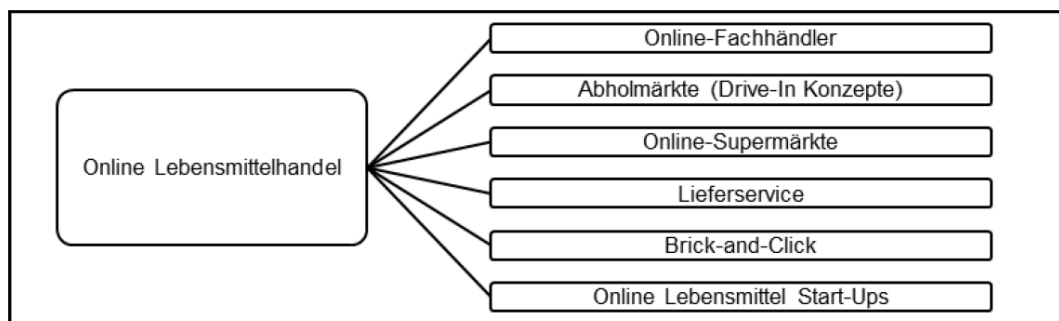 Online Lebensmittelhandel
Online-Fachhändler
Abholmärkte (Drive-In Konzepte)
Online-Supermärkte
Lieferservice
Brick-and-Click
Online Lebensmittel Start-Ups